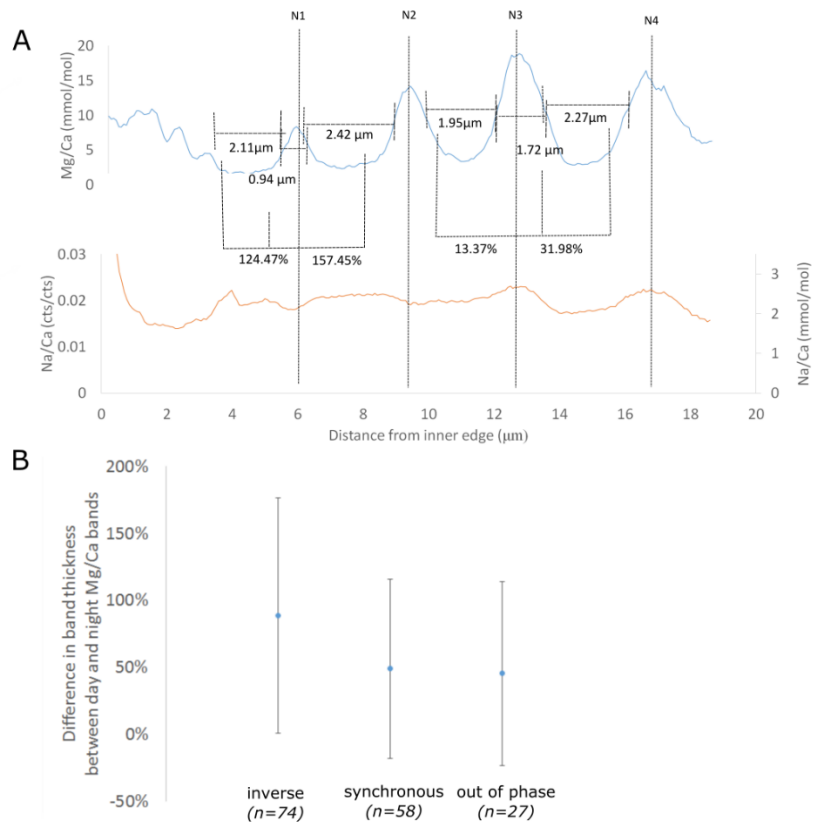 A
N1
N2
N3
N4
Mg/Ca (mmol/mol)
20
15
10
5
0
2.11µm
0.94 µm
2.42 µm
1.95µm
1.72 µm
2.27µm
124.47%
157.45%
13.37%
31.98%
Na/Ca (cts/cts)
0.03
0.02
0.01
0
3
2
1
0
Na/Ca (mmol/mol)
0
2
4
6
8
10
12
14
16
18
20
Distance from inner edge (µm)
B
Difference in band thickness
between day and night Mg/Ca bands
200%
150%
100%
50%
0%
-50%
inverse
(n=74)
synchronous
(n=58)
out of phase
(n=27)